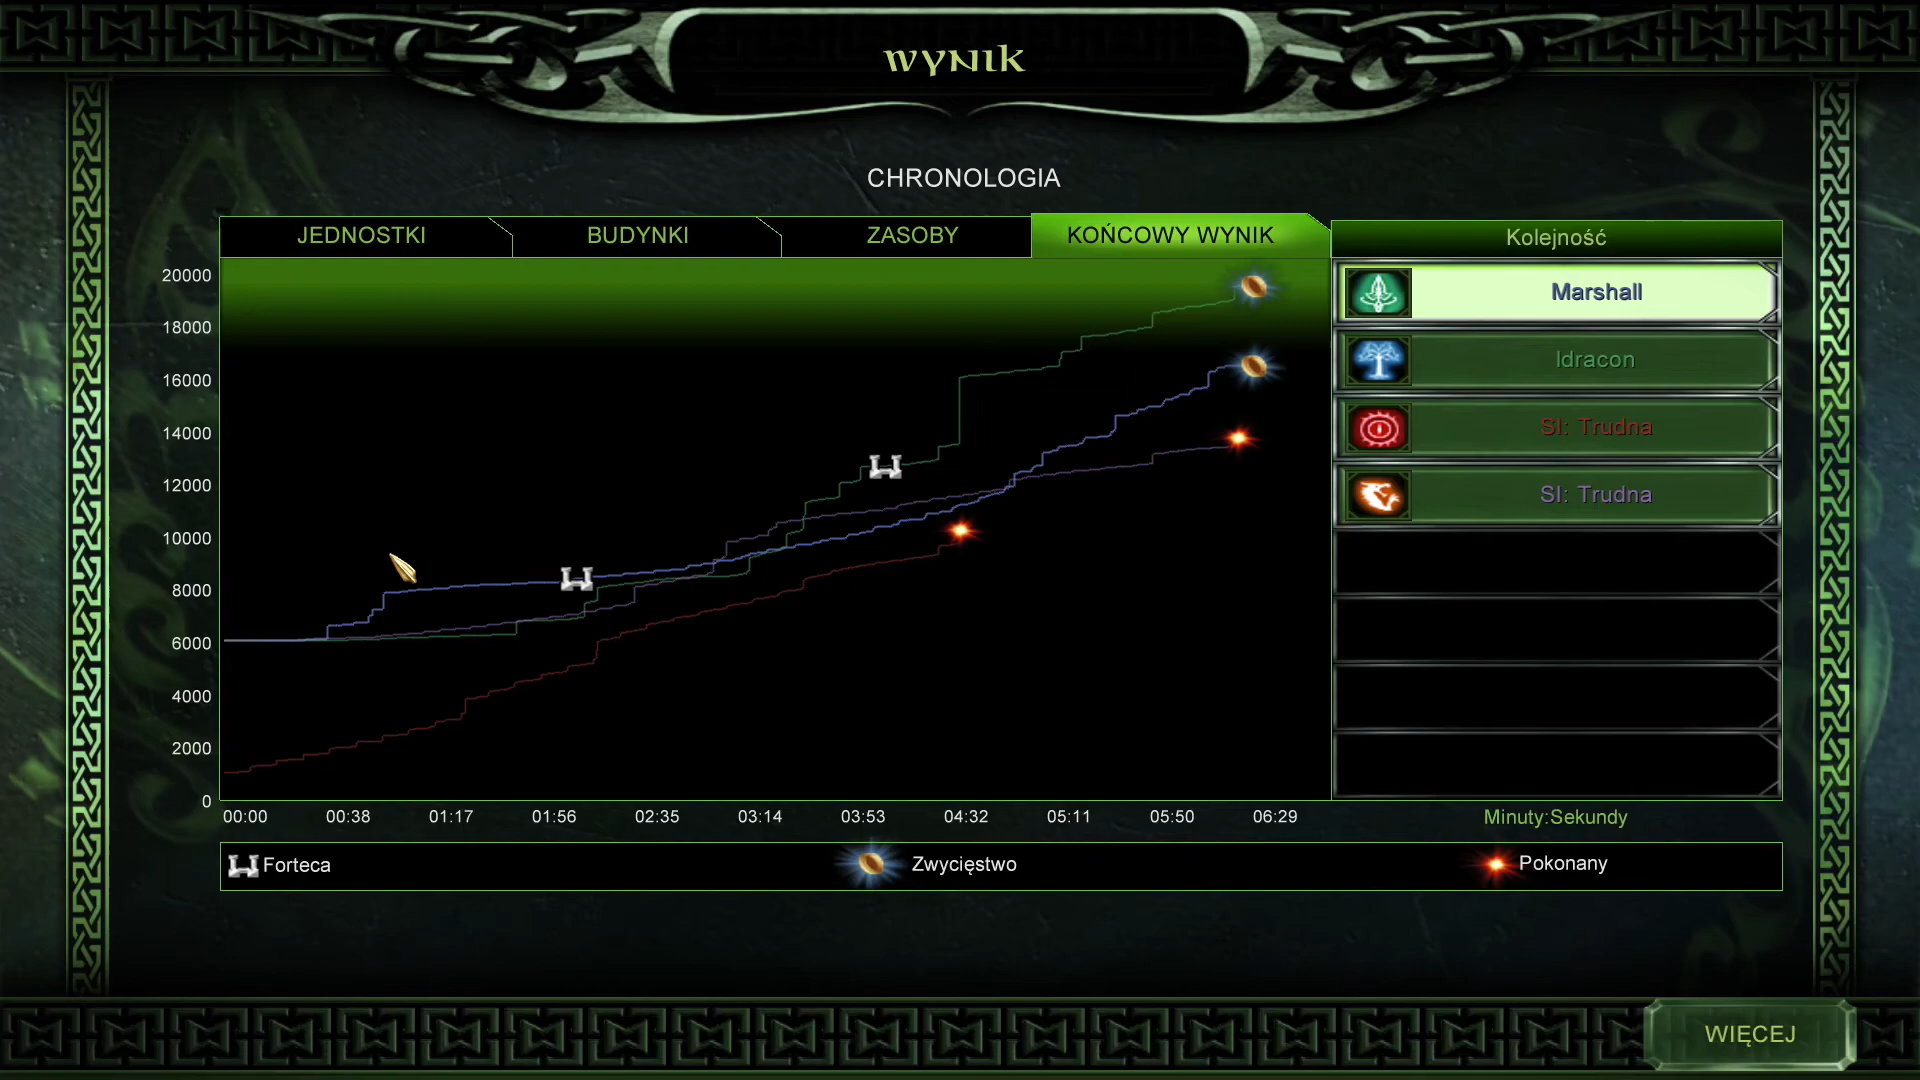 WYNIK
CHRONOLOGIA
JEDNOSTKI BUDYNKI ZASOBY KOŃCOWY WYNIK Kolejność
20000
18000
16000
14000
12000
10000
8000
6000
4000
2000
0
Marshall
Idracon
SI: Trudna
SI: Trudna
00:00 00:38 01:17 01:56 02:35 03:14 03:53 04:32 05:11 05:50 06:29 Minuty:Sekundy
Forteca Zwycięstwo Pokonany
WIĘCEJ